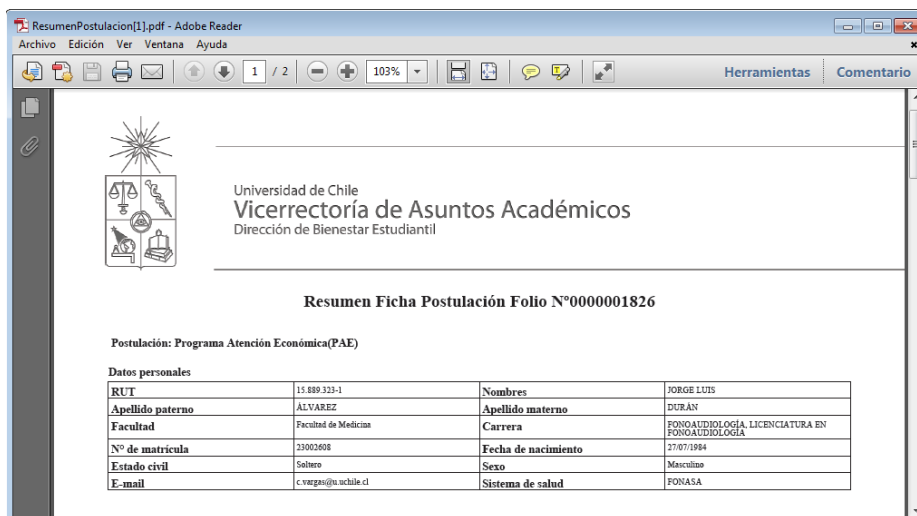 ResumenPostulacion[1].pdf - Adobe Reader
Archivo Edición Ver Ventana Ayuda
1 / 2 103% Herramientas Comentario
Universidad de Chile
Vicerrectoría de Asuntos Académicos
Dirección de Bienestar Estudiantil
Resumen Ficha Postulación Folio Nº0000001826
Postulación: Programa Atención Económica(PAE)
Datos personales
RUT 15.889.323-1 Nombres JORGE LUIS
Apellido paterno ÁLVAREZ Apellido materno DURÁN
Facultad Facultad de Medicina Carrera FONOAUDIOLOGÍA, LICENCIATURA EN
FONOAUDIOLOGÍA
Nº de matrícula 23002608 Fecha de nacimiento 27/07/1984
Estado civil Soltero Sexo Masculino
E-mail c.vargas@u.uchile.cl Sistema de salud FONASA